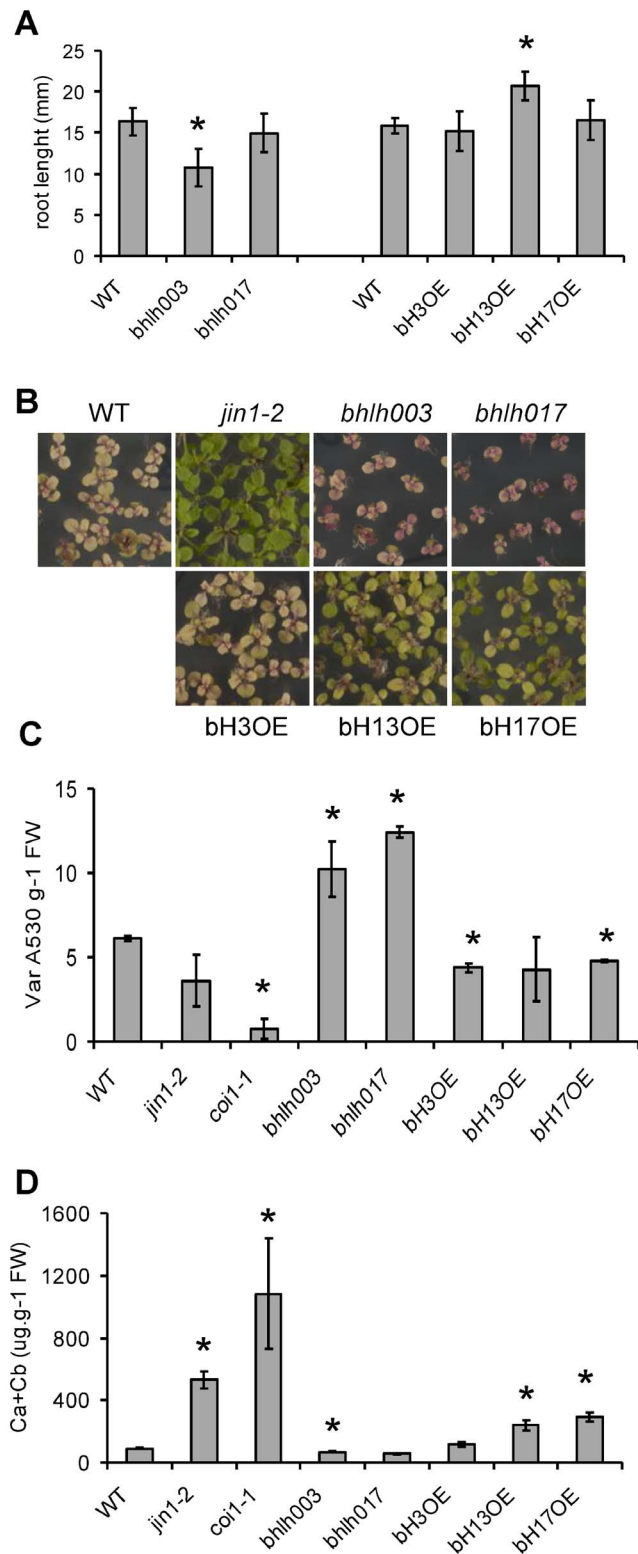 A
25
20
15
10
5
0
root lenght (mm)
*
*
WT
bhlh003
bhlh017
WT
bH3OE
bH13OE
bH17OE
B
WT jin1-2 bhlh003 bhlh017
bH3OE bH13OE bH17OE
C
15
10
5
0
Var A530 g-1 FW
*
*
*
*
*
WT
jin1-2
coi1-1
bhlh003
bhlh017
bH3OE
bH13OE
bH17OE
D
1600
1200
800
400
0
Ca+Cb (ug.g-1 FW)
*
*
*
*
*
WT
jin1-2
coi1-1
bhlh003
bhlh017
bH3OE
bH13OE
bH17OE